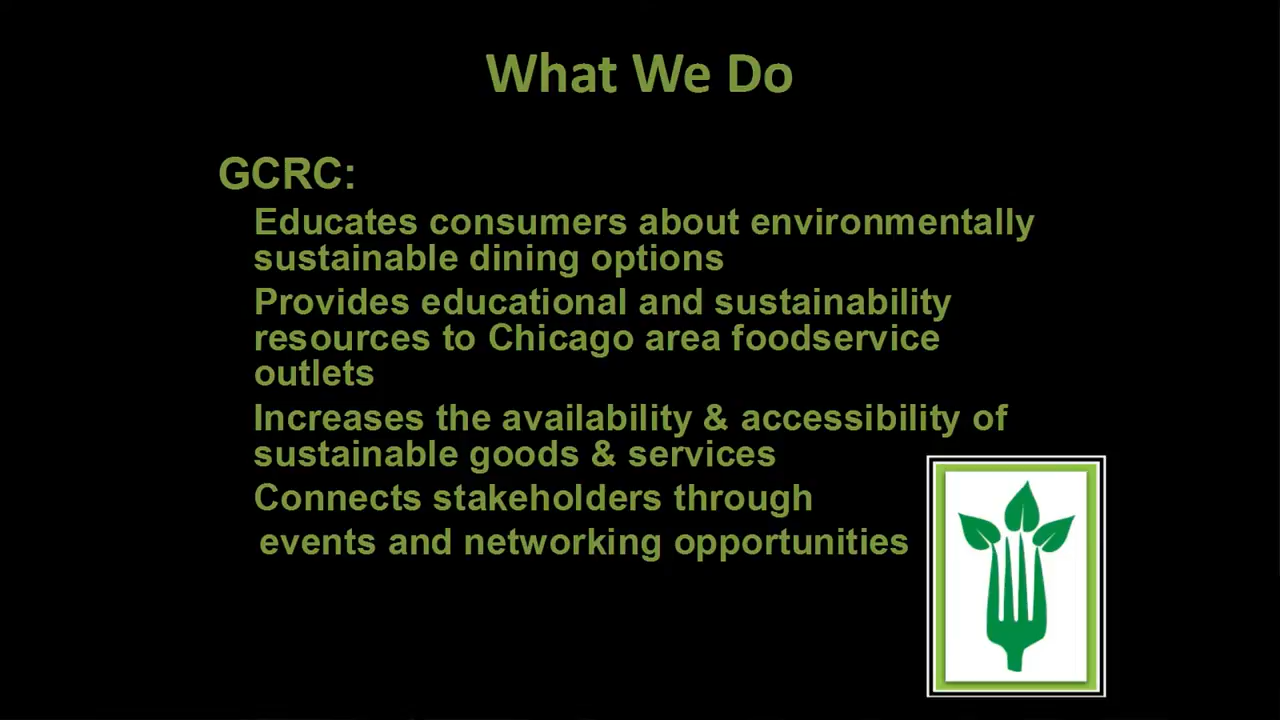 What We Do
GCRC:
Educates consumers about environmentally
sustainable dining options
Provides educational and sustainability
resources to Chicago area foodservice
outlets
Increases the availability & accessibility of
sustainable goods & services
Connects stakeholders through
events and networking opportunities